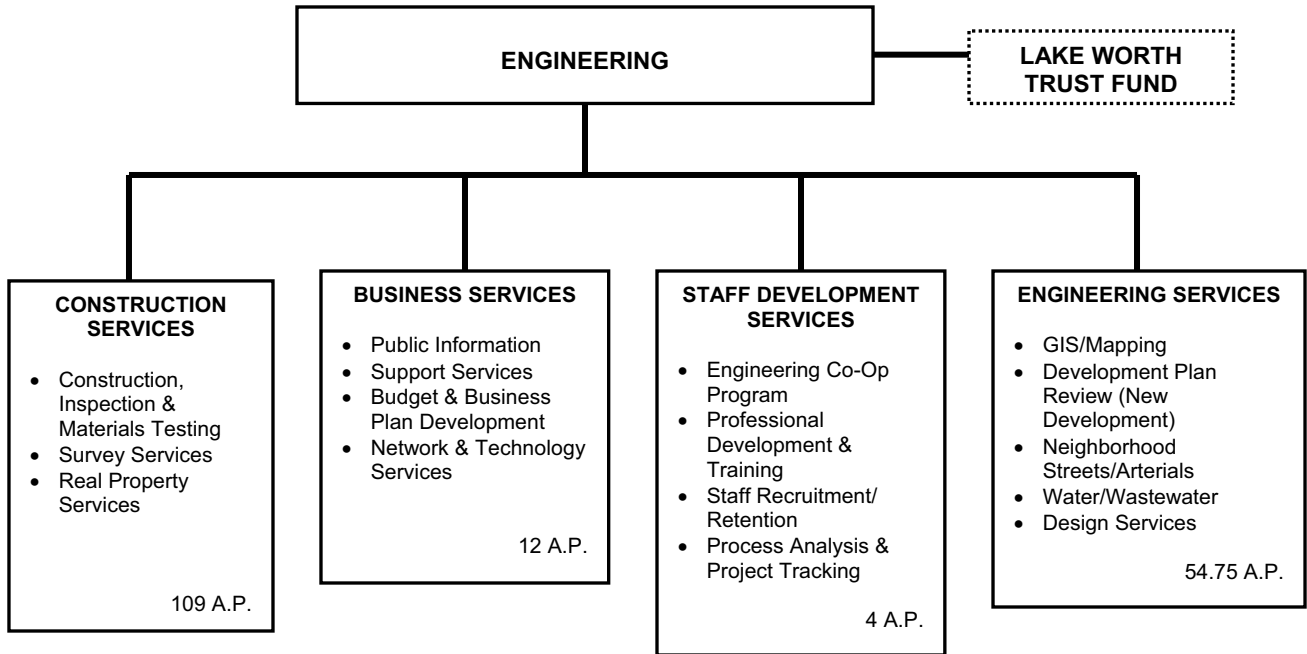 ENGINEERING
LAKE WORTH
TRUST FUND
CONSTRUCTION
SERVICES
• Construction,
Inspection &
Materials Testing
• Survey Services
• Real Property
Services
109 A.P.
BUSINESS SERVICES
• Public Information
• Support Services
• Budget & Business
Plan Development
• Network & Technology
Services
12 A.P.
STAFF DEVELOPMENT
SERVICES
• Engineering Co-Op
Program
• Professional
Development &
Training
• Staff Recruitment/
Retention
• Process Analysis &
Project Tracking
4 A.P.
ENGINEERING SERVICES
• GIS/Mapping
• Development Plan
Review (New
Development)
• Neighborhood
Streets/Arterials
• Water/Wastewater
• Design Services
54.75 A.P.